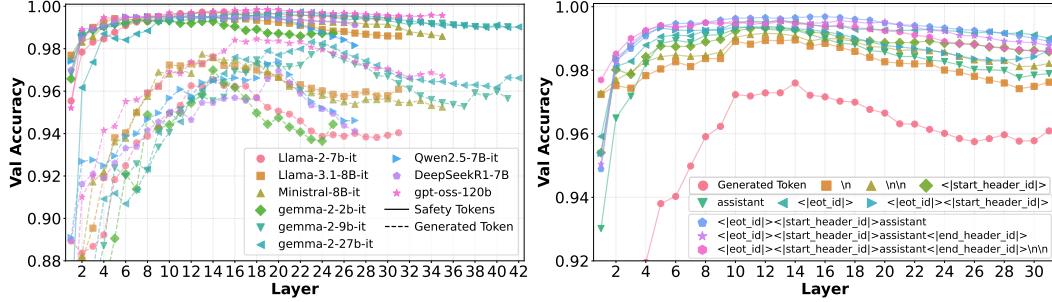 1.00
0.98
0.96
0.94
0.92
0.90
0.88
Val Accuracy
2 4 6 8 10 12 14 16 18 20 22 24 26 28 30 32 34 36 38 40 42
Layer
Llama-2-7b-it
Llama-3.1-8B-it
Ministral-8B-it
gemma-2-2b-it
gemma-2-9b-it
gemma-2-27b-it
Qwen2.5-7B-it
DeepSeekR1-7B
gpt-oss-120b
Safety Tokens
Generated Token
1.00
0.98
0.96
0.94
0.92
Val Accuracy
2 4 6 8 10 12 14 16 18 20 22 24 26 28 30
Layer
Generated Token \n \n\n <|start_header_id|>
assistant <|eot_id|> <|eot_id|><|start_header_id|>
<|eot_id|><|start_header_id|>assistant
<|eot_id|><|start_header_id|>assistant<|end_header_id|>
<|eot_id|><|start_header_id|>assistant<|end_header_id|>\n\n